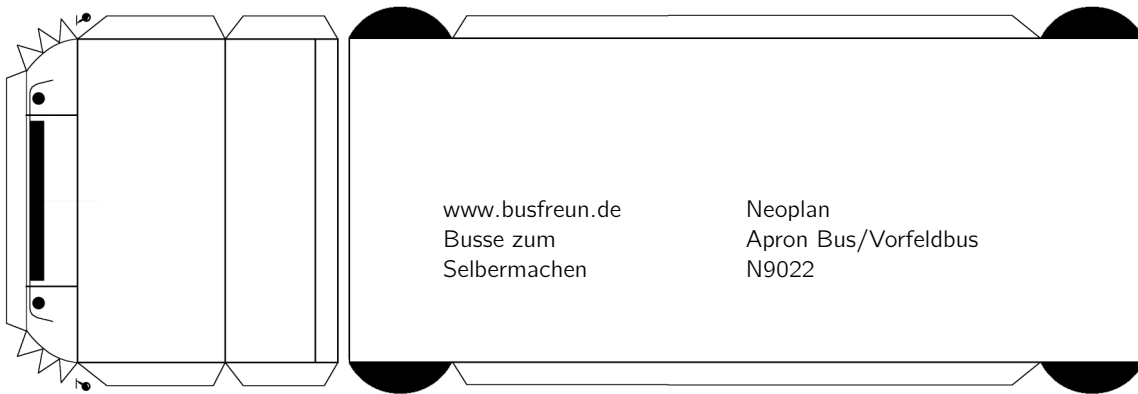 www.busfreun.de
Busse zum
Selbermachen
Neoplan
Apron Bus/Vorfeldbus
N9022